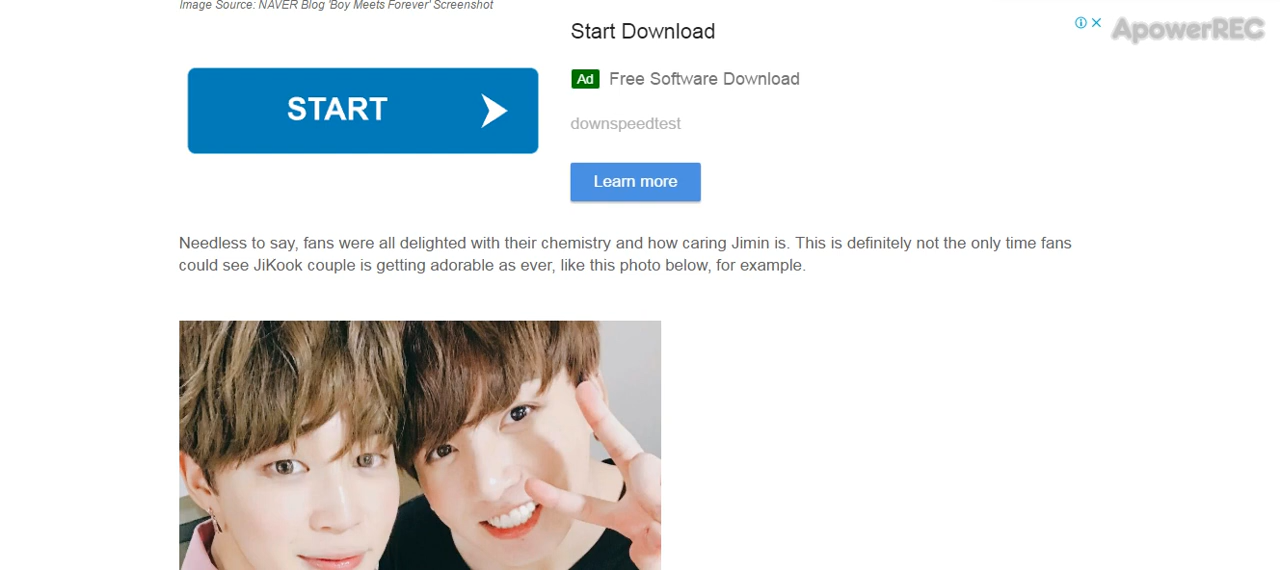 Image Source: NAVER Blog 'Boy Meets Forever' Screenshot
Start Download
ApowerREC
START
Ad Free Software Download
downspeedtest
Learn more
Needless to say, fans were all delighted with their chemistry and how caring Jimin is. This is definitely not the only time fans
could see JiKook couple is getting adorable as ever, like this photo below, for example.